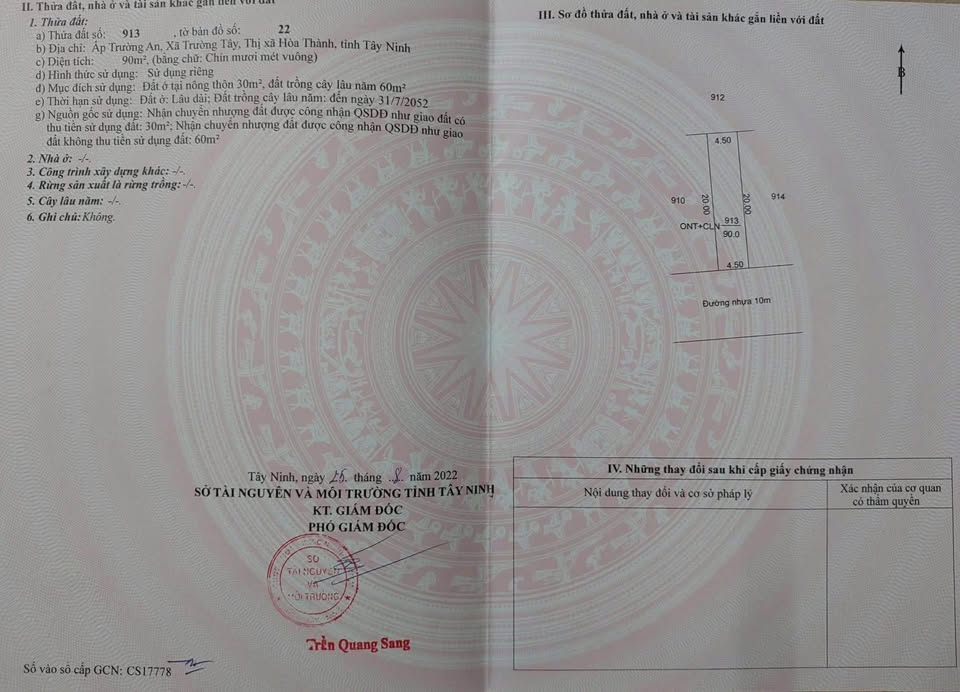 II. Thửa đất, nhà ở và tài sản khác gắn liền với đất
1. Thửa đất:
a) Thửa đất số: 913 , tờ bản đồ số: 22
b) Địa chỉ: Ấp Trường An, Xã Trường Tây, Thị xã Hòa Thành, tỉnh Tây Ninh
c) Diện tích: 90m², (bằng chữ: Chín mươi mét vuông)
d) Hình thức sử dụng: Sử dụng riêng
đ) Mục đích sử dụng: Đất ở tại nông thôn 30m², đất trồng cây lâu năm 60m²
e) Thời hạn sử dụng: Đất ở: Lâu dài; Đất trồng cây lâu năm: đến ngày 31/7/2052
g) Nguồn gốc sử dụng: Nhận chuyển nhượng đất được công nhận QSDĐ như giao đất có
thu tiền sử dụng đất: 30m²; Nhận chuyển nhượng đất được công nhận QSDĐ như giao
đất không thu tiền sử dụng đất: 60m²
2. Nhà ở: -/-.
3. Công trình xây dựng khác: -/-.
4. Rừng sản xuất là rừng trồng: -/-.
5. Cây lâu năm: -/-.
6. Ghi chú: Không.
Tây Ninh, ngày 25 tháng 8 năm 2022
SỞ TÀI NGUYÊN VÀ MÔI TRƯỜNG TỈNH TÂY NINH
KT. GIÁM ĐỐC
PHÓ GIÁM ĐỐC
SỞ
TÀI NGUYÊN
VÀ
MÔI TRƯỜNG
Trần Quang Sang
Số vào sổ cấp GCN: CS17778
III. Sơ đồ thửa đất, nhà ở và tài sản khác gắn liền với đất
B
912
4.50
910
20.00
20.00
914
ONT+CLN
913
90.0
4.50
Đường nhựa 10m
IV. Những thay đổi sau khi cấp giấy chứng nhận
Nội dung thay đổi và cơ sở pháp lý
Xác nhận của cơ quan
có thẩm quyền